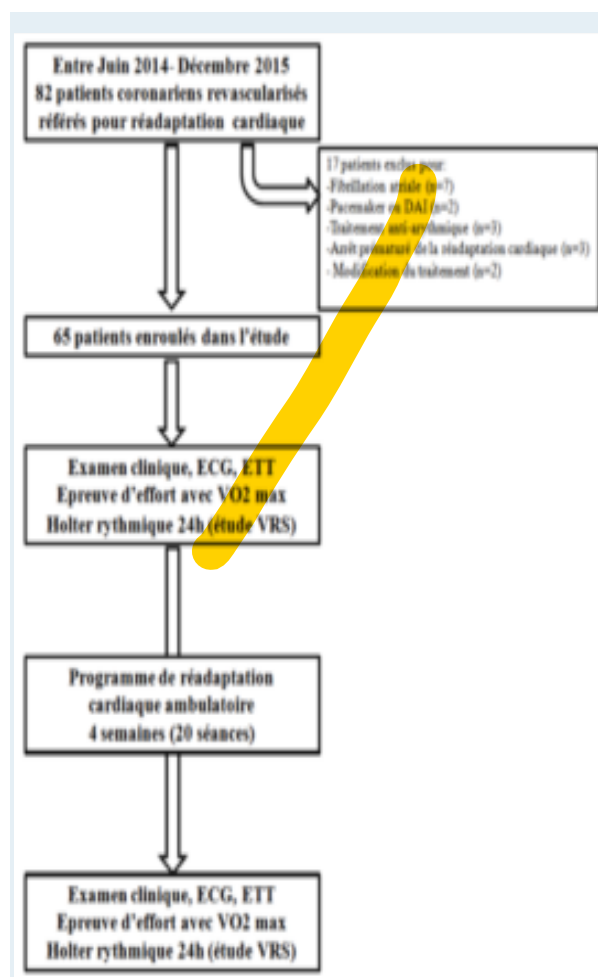 Entre Juin 2014- Décembre 2015
82 patients coronariens revascularisés
référés pour réadaptation cardiaque
17 patients exclus pour:
-Fibrillation atriale (n=7)
-Pacemaker ou DAI (n=2)
-Traitement anti-arythmique (n=3)
-Arrêt prématuré de la réadaptation cardiaque (n=3)
- Modification du traitement (n=2)
65 patients enroulés dans l'étude
Examen clinique, ECG, ETT
Epreuve d'effort avec VO2 max
Holter rythmique 24h (étude VRS)
Programme de réadaptation
cardiaque ambulatoire
4 semaines (20 séances)
Examen clinique, ECG, ETT
Epreuve d'effort avec VO2 max
Holter rythmique 24h (étude VRS)